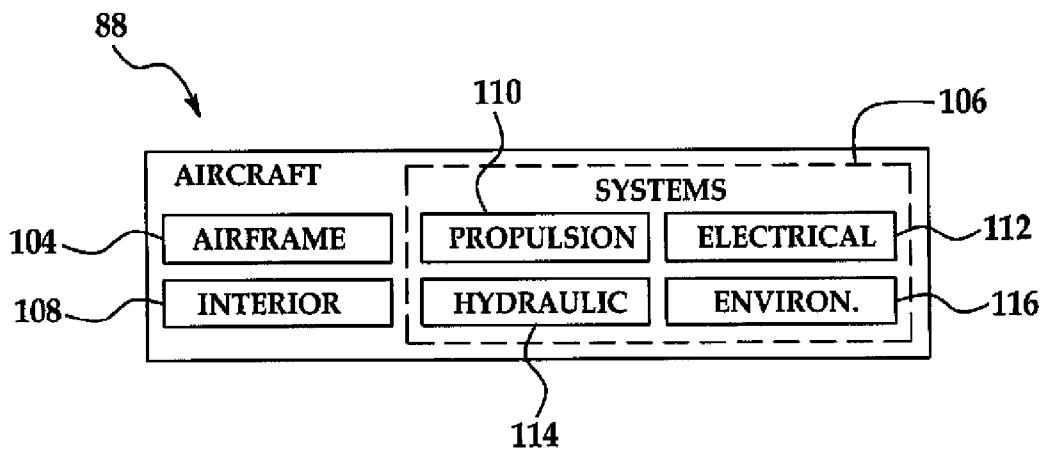 88
110
106
AIRCRAFT
SYSTEMS
104
AIRFRAME
PROPULSION
ELECTRICAL
112
108
INTERIOR
HYDRAULIC
ENVIRON.
116
114